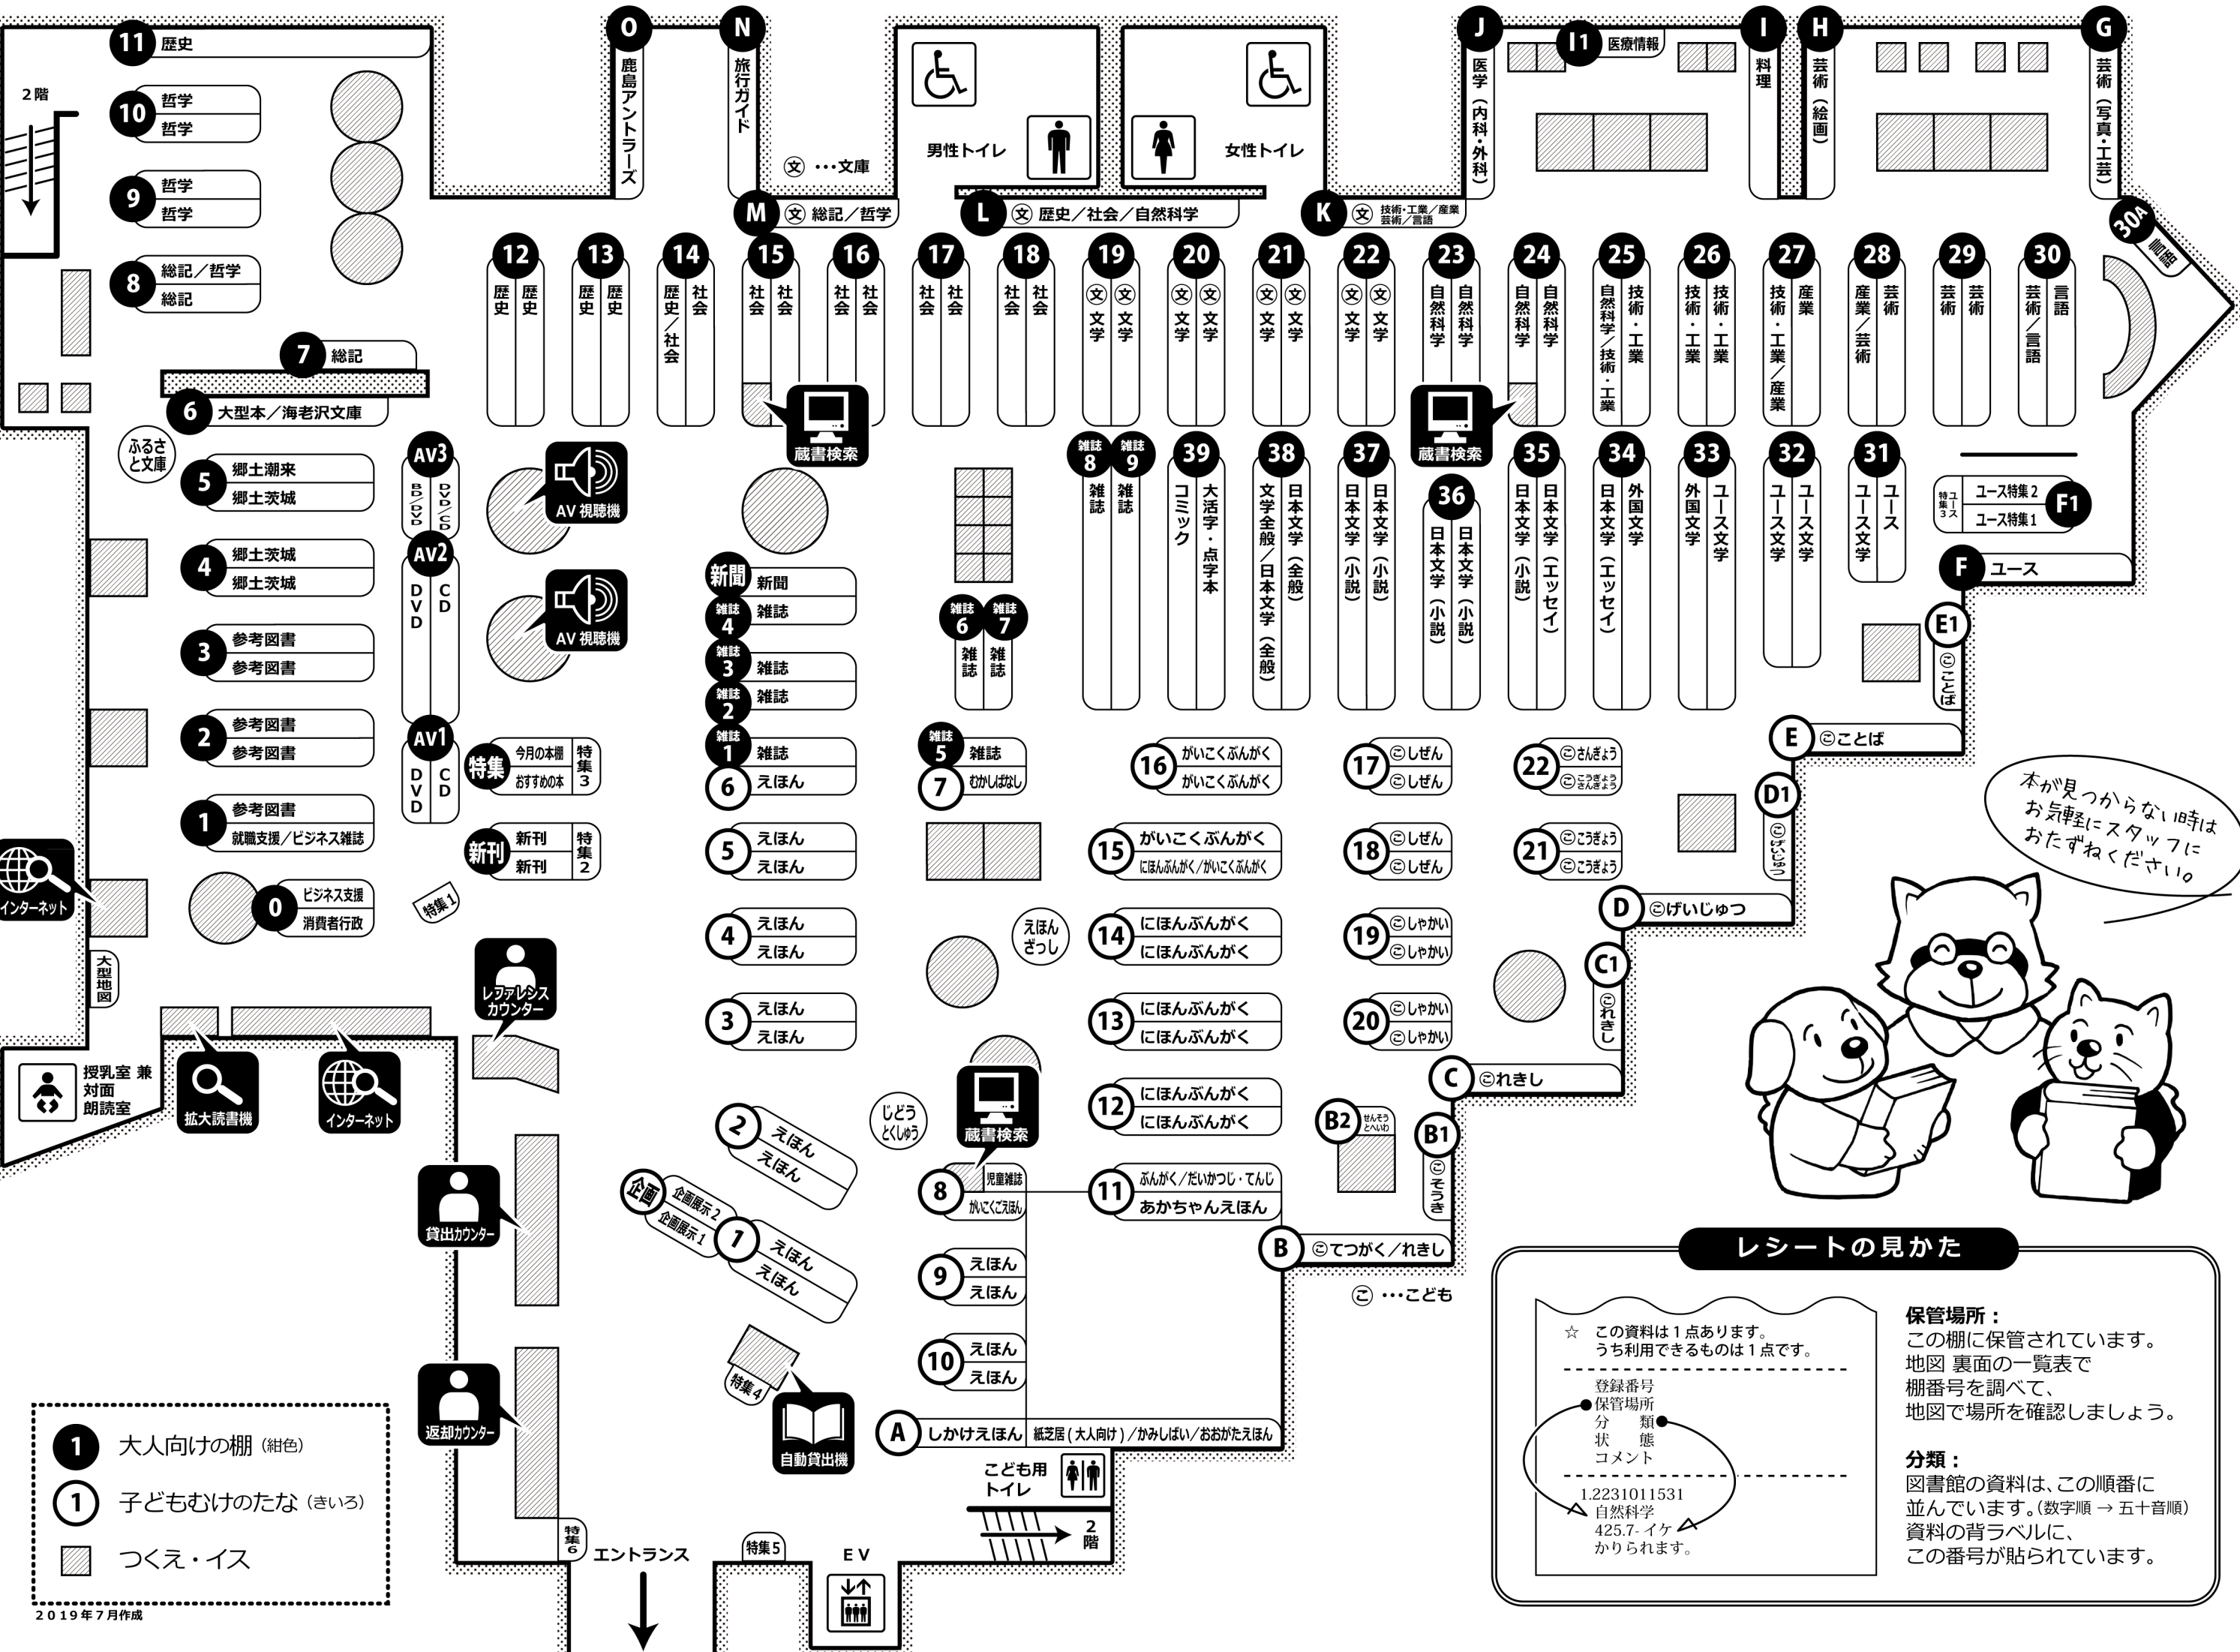 11 歴史
2階
10 哲学
哲学
9 哲学
哲学
8 総記／哲学
総記
7 総記
6 大型本／海老沢文庫
ふるさ
と文庫
5 郷土潮来
郷土茨城
4 郷土茨城
郷土茨城
3 参考図書
参考図書
2 参考図書
参考図書
1 参考図書
就職支援／ビジネス雑誌
0 ビジネス支援
消費者行政
インターネット
大型地図
AV3
BD/DVD
DVD/CD
AV2
DVD
CD
AV1
DVD
CD
AV 視聴機
AV 視聴機
特集
今月の本棚
おすすめの本
特集3
新刊
新刊
新刊
特集2
特集1
レファレンス
カウンター
授乳室 兼
対面
朗読室
拡大読書機
インターネット
貸出カウンター
返却カウンター
O 鹿島アントラーズ
N 旅行ガイド
文 …文庫
M 文 総記／哲学
男性トイレ
女性トイレ
L 文 歴史／社会／自然科学
K 文 技術・工業／産業
芸術／言語
J 医学（内科・外科）
I1 医療情報
I 料理
H 芸術（絵画）
G 芸術（写真・工芸）
30A 言語
12 歴史
歴史
13 歴史
歴史
14 歴史／社会
社会
15 社会
社会
16 社会
社会
17 社会
社会
18 社会
社会
19 文 文学
文 文学
20 文 文学
文 文学
21 文 文学
文 文学
22 文 文学
文 文学
23 自然科学
自然科学
24 自然科学
自然科学
25 自然科学／技術・工業
技術・工業
26 技術・工業
技術・工業
27 技術・工業／産業
産業
28 産業／芸術
芸術
29 芸術
芸術
30 芸術／言語
言語
蔵書検索
蔵書検索
雑誌8 雑誌
雑誌9 雑誌
39 コミック
大活字・点字本
38 文学全般／日本文学（全般）
日本文学（全般）
37 日本文学（小説）
日本文学（小説）
36 日本文学（小説）
日本文学（小説）
35 日本文学（小説）
日本文学（エッセイ）
34 日本文学（エッセイ）
外国文学
33 外国文学
ユース文学
32 ユース文学
ユース文学
31 ユース文学
ユース
F1 ユース特集2
ユース特集1
ユース特集3
F ユース
新聞 新聞
雑誌4 雑誌
雑誌3 雑誌
雑誌2 雑誌
雑誌1 雑誌
6 えほん
雑誌6 雑誌
雑誌7 雑誌
雑誌5 雑誌
7 むかしばなし
5 えほん
えほん
4 えほん
えほん
3 えほん
えほん
2 えほん
えほん
企画 企画展示2
企画展示1
1 えほん
えほん
えほん
ざっし
じどう
とくしゅう
蔵書検索
8 児童雑誌
がいこくごえほん
9 えほん
えほん
10 えほん
えほん
A しかけえほん
紙芝居(大人向け)／かみしばい／おおがたえほん
16 がいこくぶんがく
がいこくぶんがく
15 がいこくぶんがく
にほんぶんがく／がいこくぶんがく
14 にほんぶんがく
にほんぶんがく
13 にほんぶんがく
にほんぶんがく
12 にほんぶんがく
にほんぶんがく
11 ぶんがく／だいかつじ・てんじ
あかちゃんえほん
17 こ しぜん
こ しぜん
18 こ しぜん
こ しぜん
19 こ しゃかい
こ しゃかい
20 こ しゃかい
こ しゃかい
22 こ さんぎょう
こ こうぎょう
さんぎょう
21 こ こうぎょう
こ こうぎょう
E1 こ ことば
E こ ことば
D1 こ げいじゅつ
D こ げいじゅつ
C1 こ れきし
C こ れきし
B2 せんそう
とへいわ
B1 こ そうき
B こ てつがく／れきし
こ …こども
特集4
自動貸出機
こども用
トイレ
2階
特集6
エントランス
特集5
EV
本が見つからない時は
お気軽にスタッフに
おたずねください。
レシートの見かた
☆ この資料は1点あります。
うち利用できるものは1点です。
登録番号
保管場所
分 類
状 態
コメント
1.2231011531
自然科学
425.7-イケ
かりられます。
保管場所：
この棚に保管されています。
地図 裏面の一覧表で
棚番号を調べて、
地図で場所を確認しましょう。
分類：
図書館の資料は、この順番に
並んでいます。（数字順 → 五十音順）
資料の背ラベルに、
この番号が貼られています。
1 大人向けの棚（紺色）
1 子どもむけのたな（きいろ）
つくえ・イス
2019年7月作成